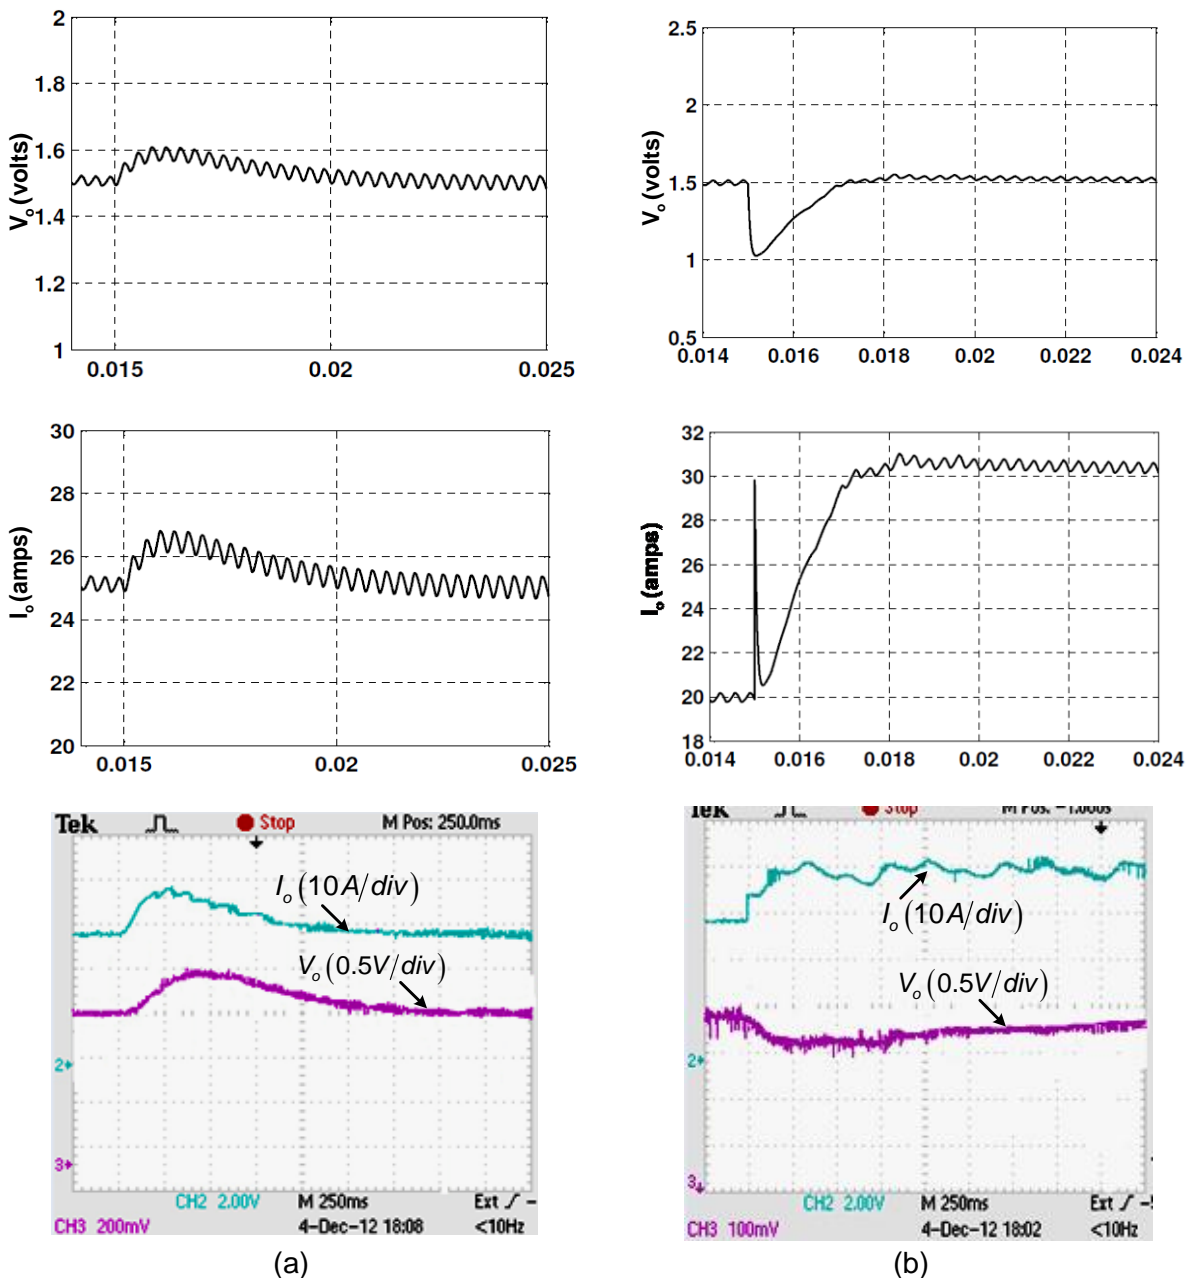 2
1.8
1.6
1.4
1.2
1
V_o (volts)
0.015
0.02
0.025
2.5
2
1.5
1
0.5
V_o (volts)
0.014
0.016
0.018
0.02
0.022
0.024
30
28
26
24
22
20
I_o (amps)
0.015
0.02
0.025
32
30
28
26
24
22
20
18
I_o (amps)
0.014
0.016
0.018
0.02
0.022
0.024
Tek Stop M Pos: 250.0ms
I_o (10A/div)
V_o (0.5V/div)
2
3
CH2 2.00V M 250ms Ext
CH3 200mV 4-Dec-12 18:08 <10Hz
(a)
Tek Stop M Pos: -1.000s
I_o (10A/div)
V_o (0.5V/div)
2
3
CH2 2.00V M 250ms Ext
CH3 100mV 4-Dec-12 18:02 <10Hz
(b)